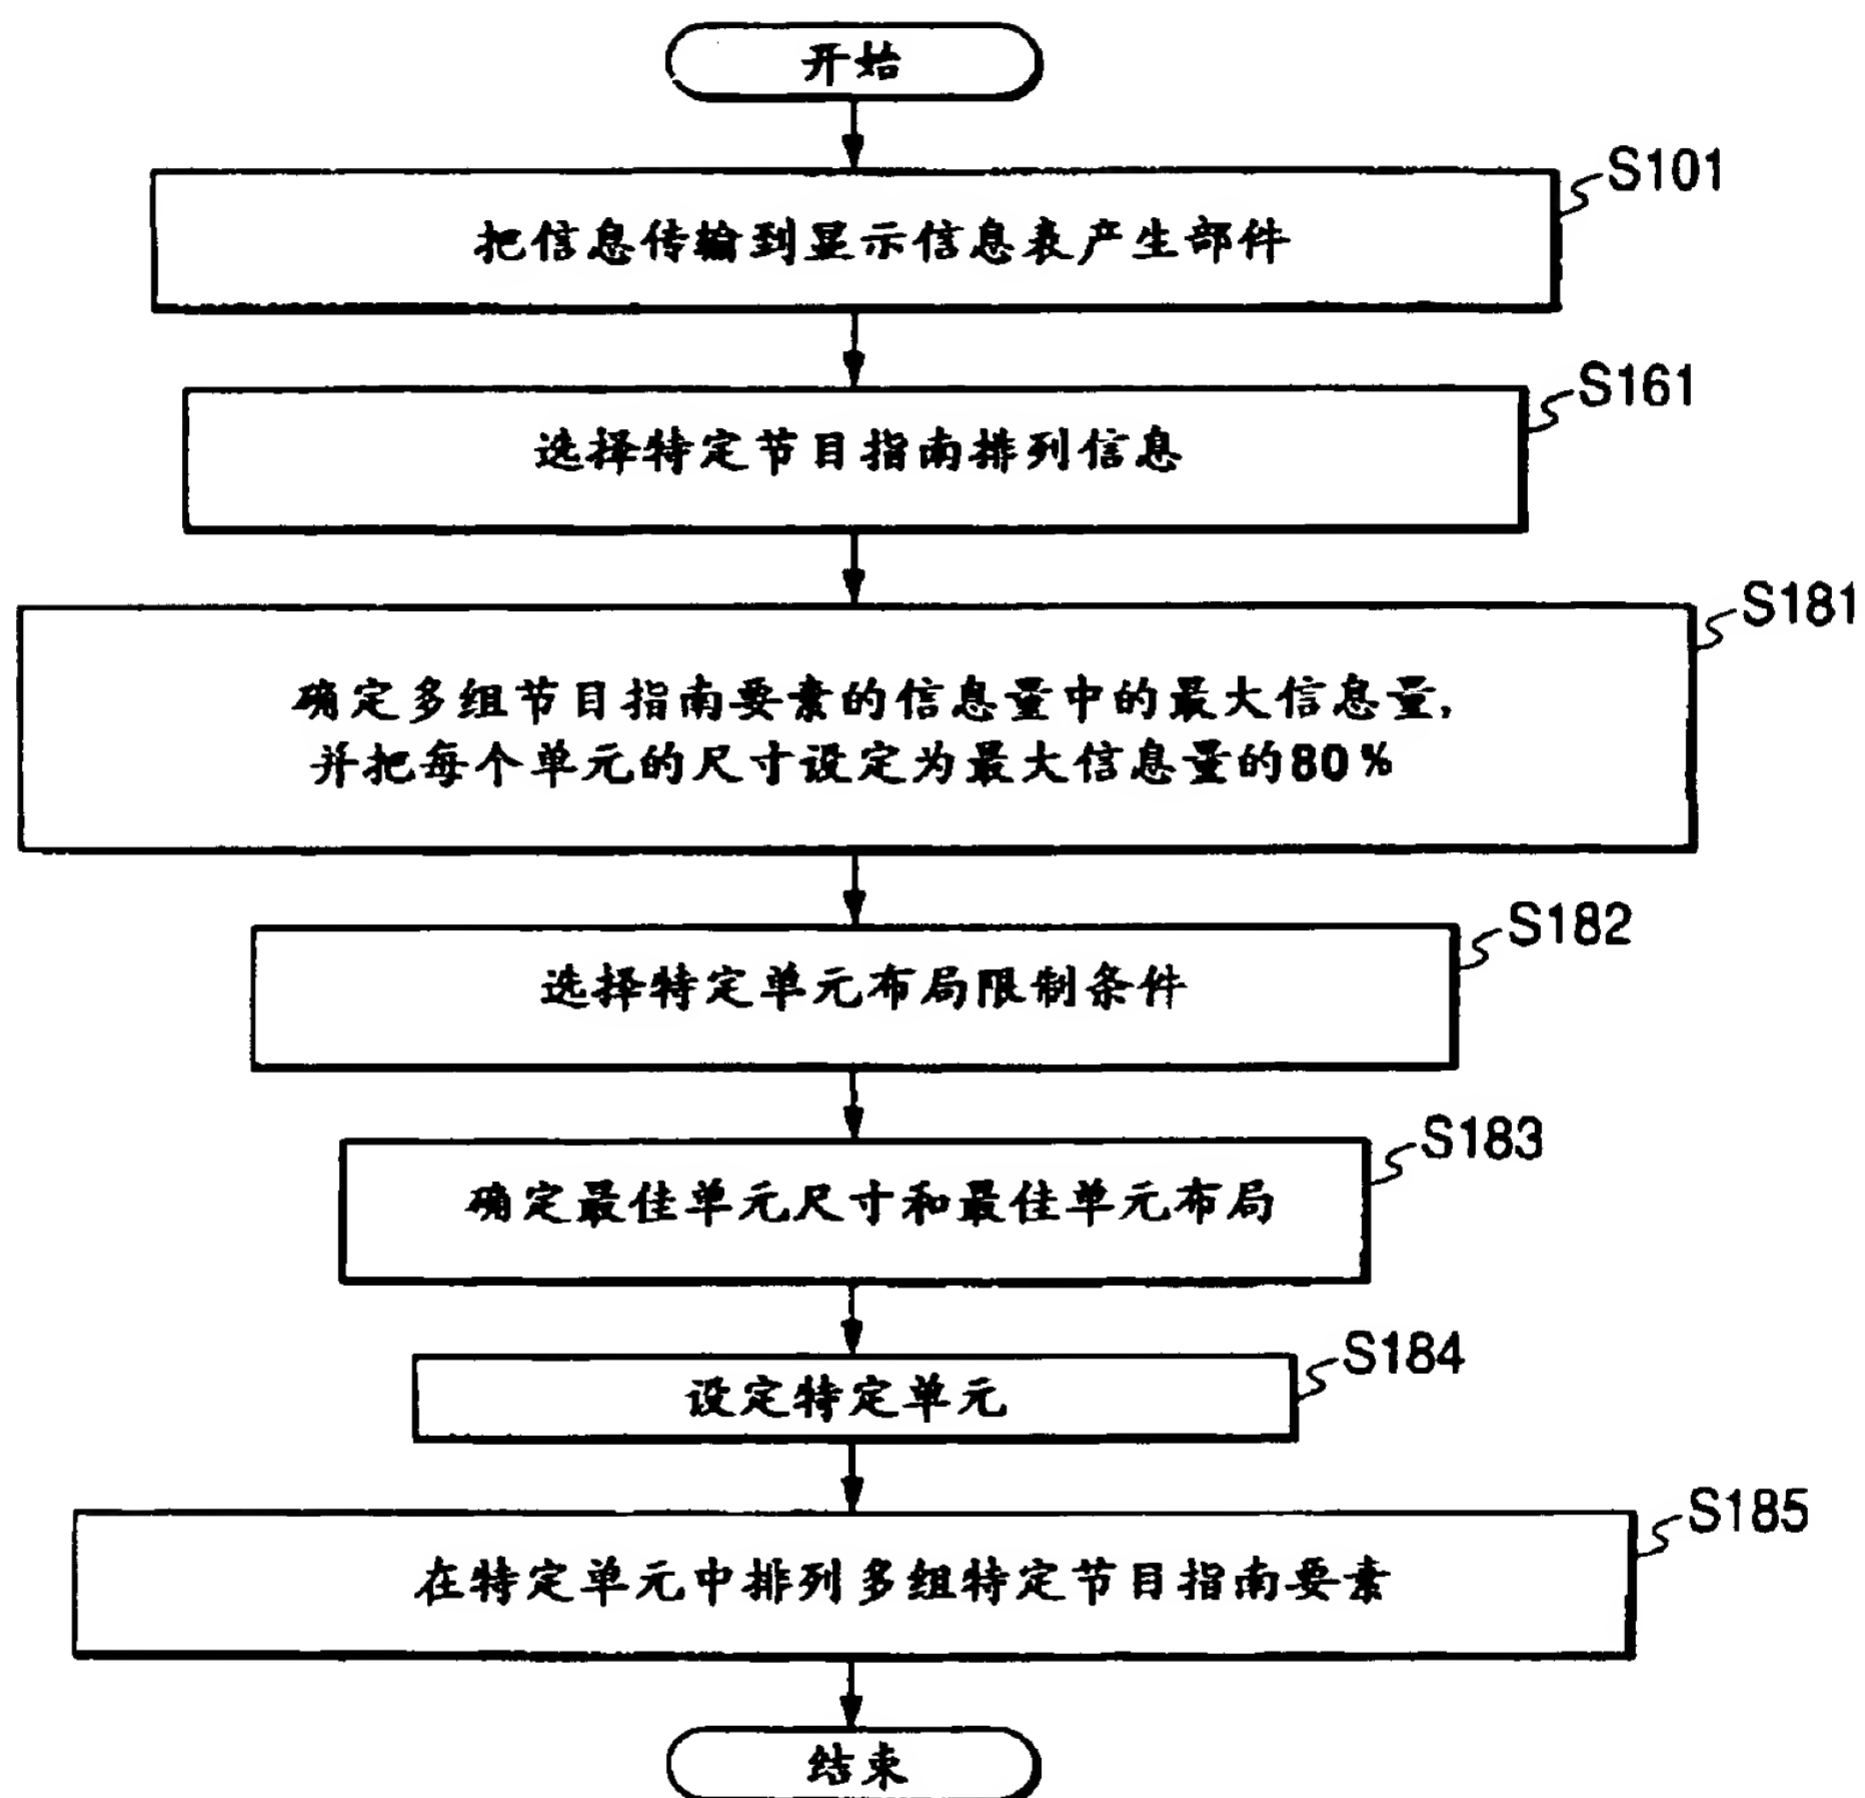 开始
S101
把信息传输到显示信息表产生部件
S161
选择特定节目指南排列信息
S181
确定多组节目指南要素的信息量中的最大信息量,
并把每个单元的尺寸设定为最大信息量的80%
S182
选择特定单元布局限制条件
S183
确定最佳单元尺寸和最佳单元布局
S184
设定特定单元
S185
在特定单元中排列多组特定节目指南要素
结束